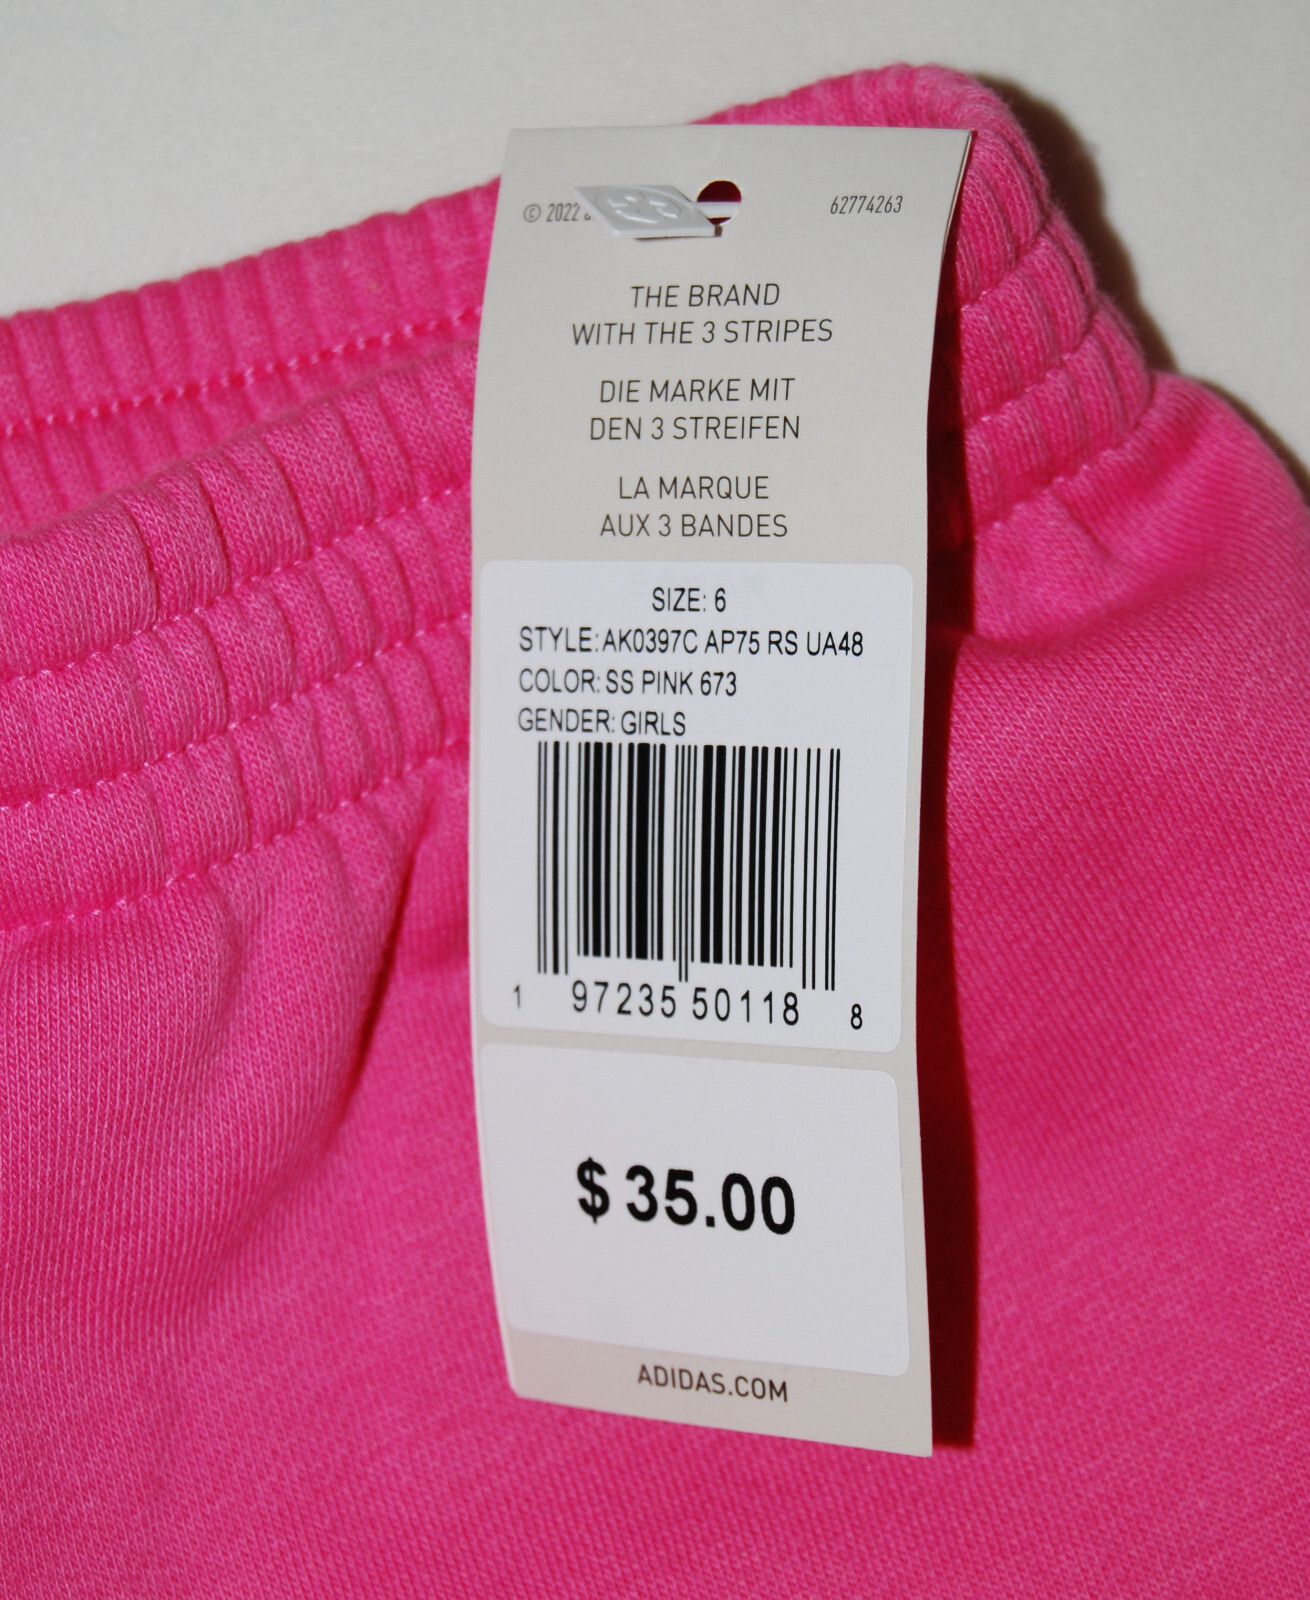 © 2022
62774263
THE BRAND
WITH THE 3 STRIPES
DIE MARKE MIT
DEN 3 STREIFEN
LA MARQUE
AUX 3 BANDES
SIZE: 6
STYLE: AK0397C AP75 RS UA48
COLOR: SS PINK 673
GENDER: GIRLS
1 97235 50118 8
$ 35.00
ADIDAS.COM